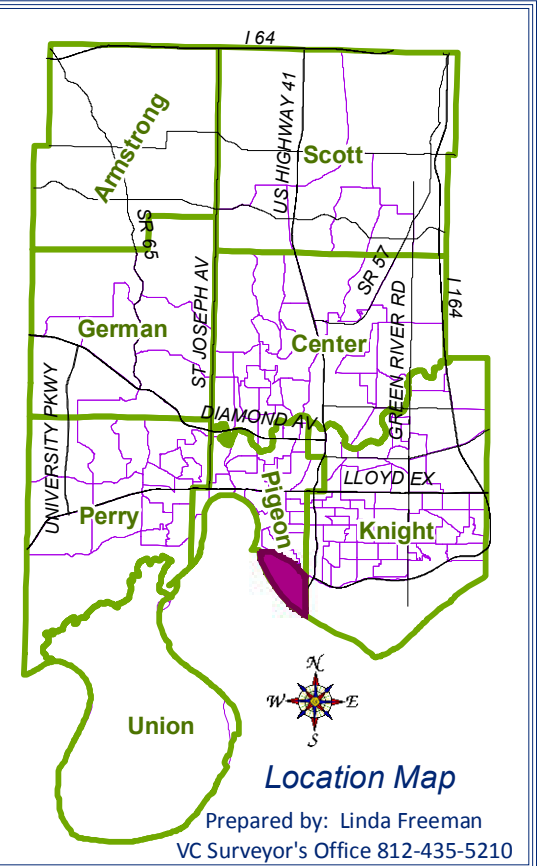 I 64
Armstrong
US HIGHWAY 41
Scott
SR 65
ST JOSEPH AV
SR 57
I 164
GREEN RIVER RD
German
Center
UNIVERSITY PKWY
DIAMOND AV
LLOYD EX
Pigeon
Perry
Knight
N
W E
S
Union
Location Map
Prepared by: Linda Freeman
VC Surveyor's Office 812-435-5210